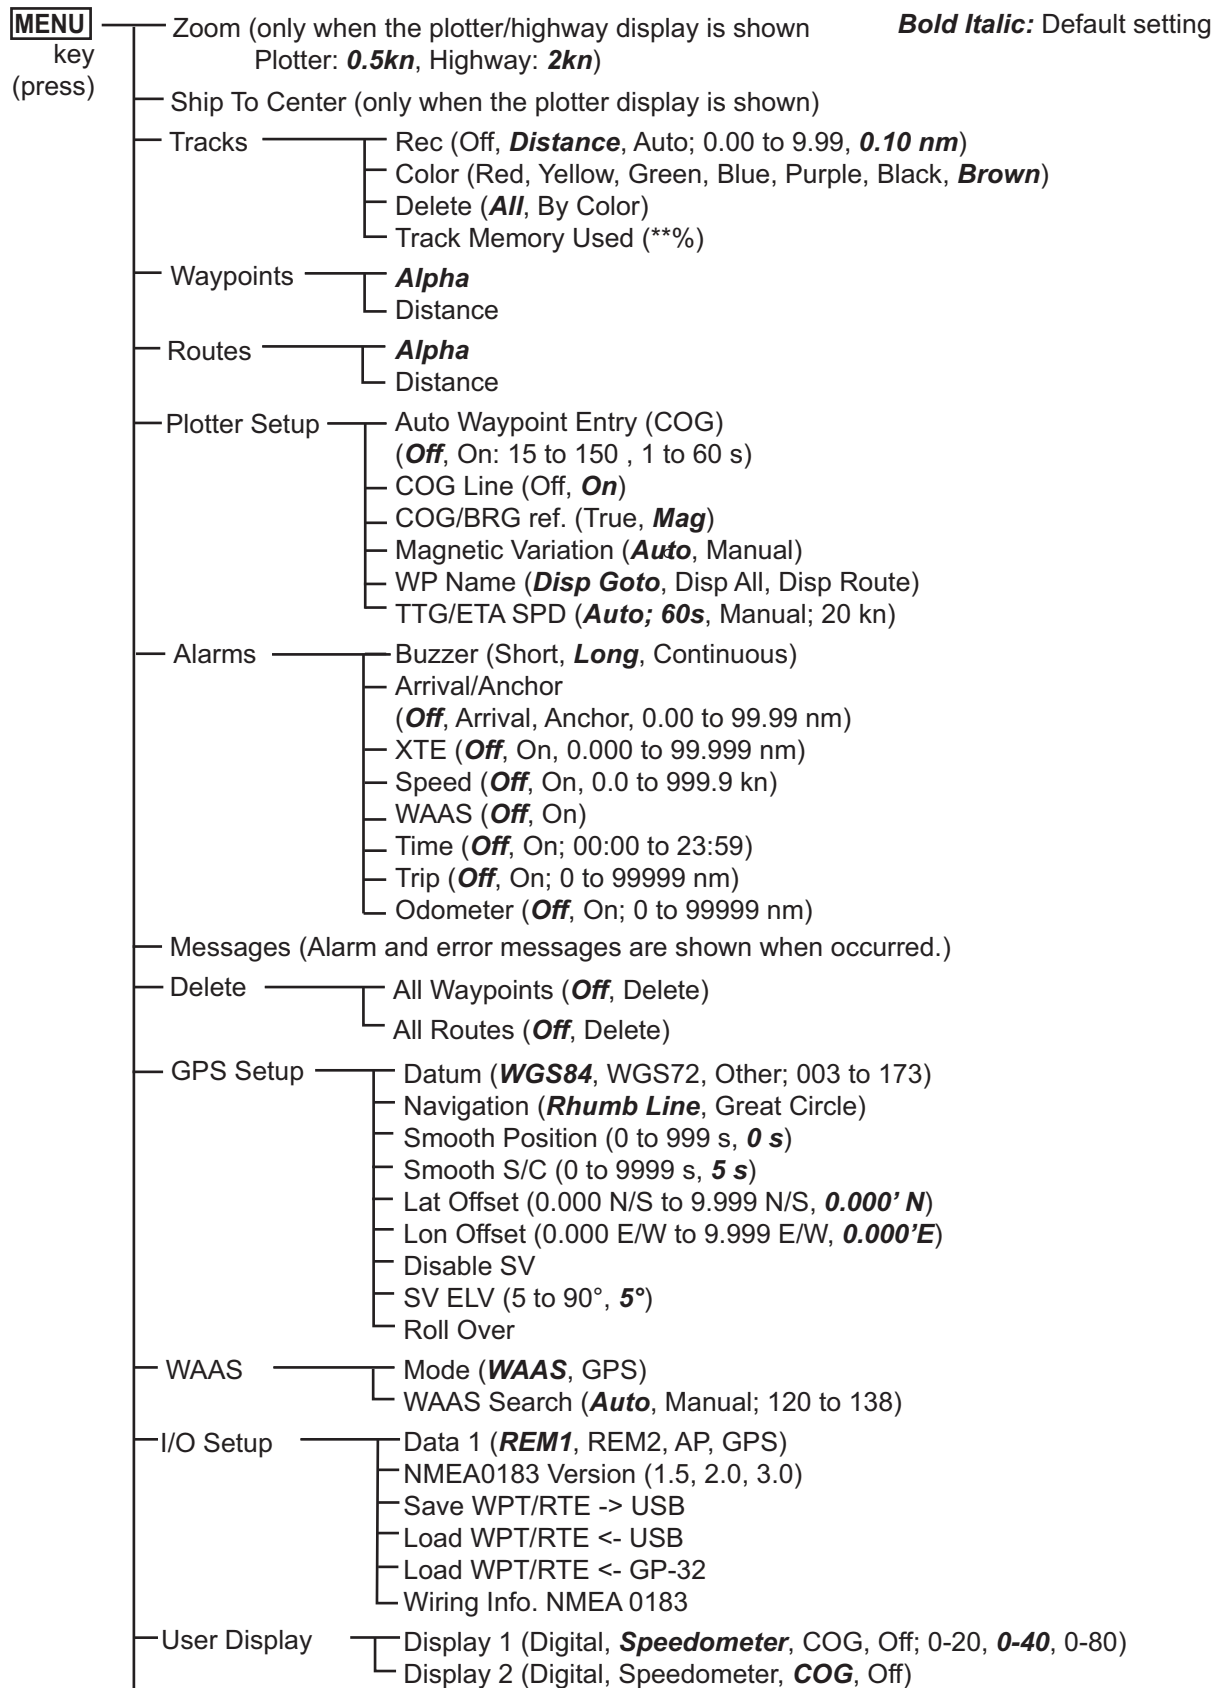 MENU Zoom (only when the plotter/highway display is shown Bold Italic: Default setting
key Plotter: 0.5kn, Highway: 2kn)
(press)
Ship To Center (only when the plotter display is shown)
Tracks Rec (Off, Distance, Auto; 0.00 to 9.99, 0.10 nm)
Color (Red, Yellow, Green, Blue, Purple, Black, Brown)
Delete (All, By Color)
Track Memory Used (**%)
Waypoints Alpha
Distance
Routes Alpha
Distance
Plotter Setup Auto Waypoint Entry (COG)
(Off, On: 15 to 150 , 1 to 60 s)
COG Line (Off, On)
COG/BRG ref. (True, Mag)
Magnetic Variation (Auto, Manual)
WP Name (Disp Goto, Disp All, Disp Route)
TTG/ETA SPD (Auto; 60s, Manual; 20 kn)
Alarms Buzzer (Short, Long, Continuous)
Arrival/Anchor
(Off, Arrival, Anchor, 0.00 to 99.99 nm)
XTE (Off, On, 0.000 to 99.999 nm)
Speed (Off, On, 0.0 to 999.9 kn)
WAAS (Off, On)
Time (Off, On; 00:00 to 23:59)
Trip (Off, On; 0 to 99999 nm)
Odometer (Off, On; 0 to 99999 nm)
Messages (Alarm and error messages are shown when occurred.)
Delete All Waypoints (Off, Delete)
All Routes (Off, Delete)
GPS Setup Datum (WGS84, WGS72, Other; 003 to 173)
Navigation (Rhumb Line, Great Circle)
Smooth Position (0 to 999 s, 0 s)
Smooth S/C (0 to 9999 s, 5 s)
Lat Offset (0.000 N/S to 9.999 N/S, 0.000’ N)
Lon Offset (0.000 E/W to 9.999 E/W, 0.000’E)
Disable SV
SV ELV (5 to 90°, 5°)
Roll Over
WAAS Mode (WAAS, GPS)
WAAS Search (Auto, Manual; 120 to 138)
I/O Setup Data 1 (REM1, REM2, AP, GPS)
NMEA0183 Version (1.5, 2.0, 3.0)
Save WPT/RTE -> USB
Load WPT/RTE <- USB
Load WPT/RTE <- GP-32
Wiring Info. NMEA 0183
User Display Display 1 (Digital, Speedometer, COG, Off; 0-20, 0-40, 0-80)
Display 2 (Digital, Speedometer, COG, Off)